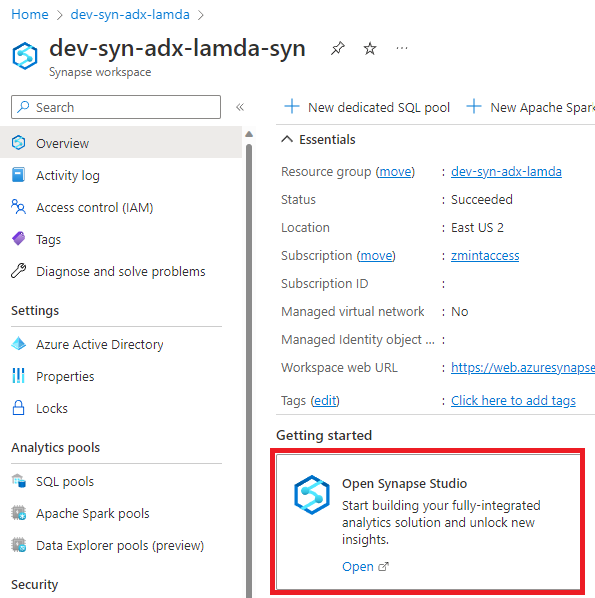 Home > dev-syn-adx-lamda >
dev-syn-adx-lamda-syn
Synapse workspace
Search
Overview
Activity log
Access control (IAM)
Tags
Diagnose and solve problems
Settings
Azure Active Directory
Properties
Locks
Analytics pools
SQL pools
Apache Spark pools
Data Explorer pools (preview)
Security
New dedicated SQL pool New Apache Spark
Essentials
Resource group (move) : dev-syn-adx-lamda
Status : Succeeded
Location : East US 2
Subscription (move) : zmintaccess
Subscription ID :
Managed virtual network : No
Managed Identity object ... :
Workspace web URL : https://web.azuresynapse
Tags (edit) : Click here to add tags
Getting started
Open Synapse Studio
Start building your fully-integrated
analytics solution and unlock new
insights.
Open